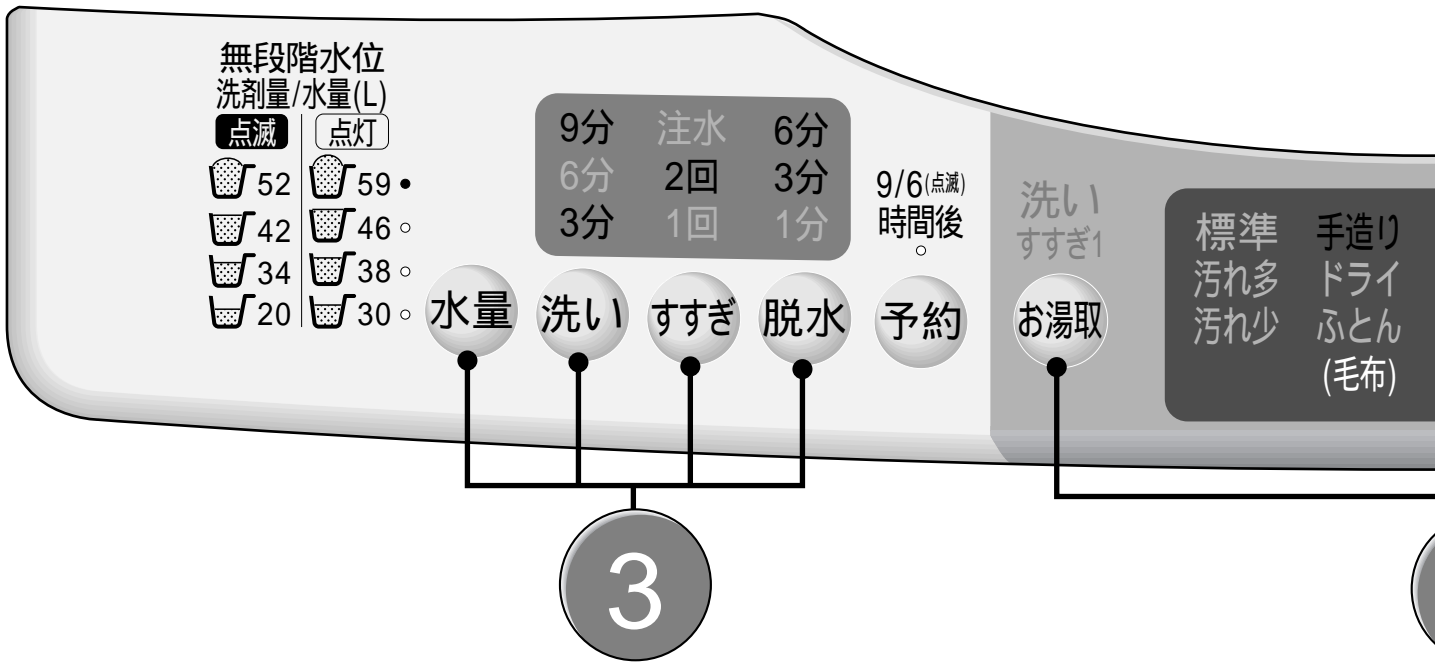 無段階水位
洗剤量/水量(L)
点滅 点灯
52 59
42 46
34 38
20 30
9分 注水 6分
6分 2回 3分
3分 1回 1分
9/6(点滅)
時間後
洗い
すすぎ1
標準 手造り
汚れ多 ドライ
汚れ少 ふとん
(毛布)
水量 洗い すすぎ 脱水 予約 お湯取
3